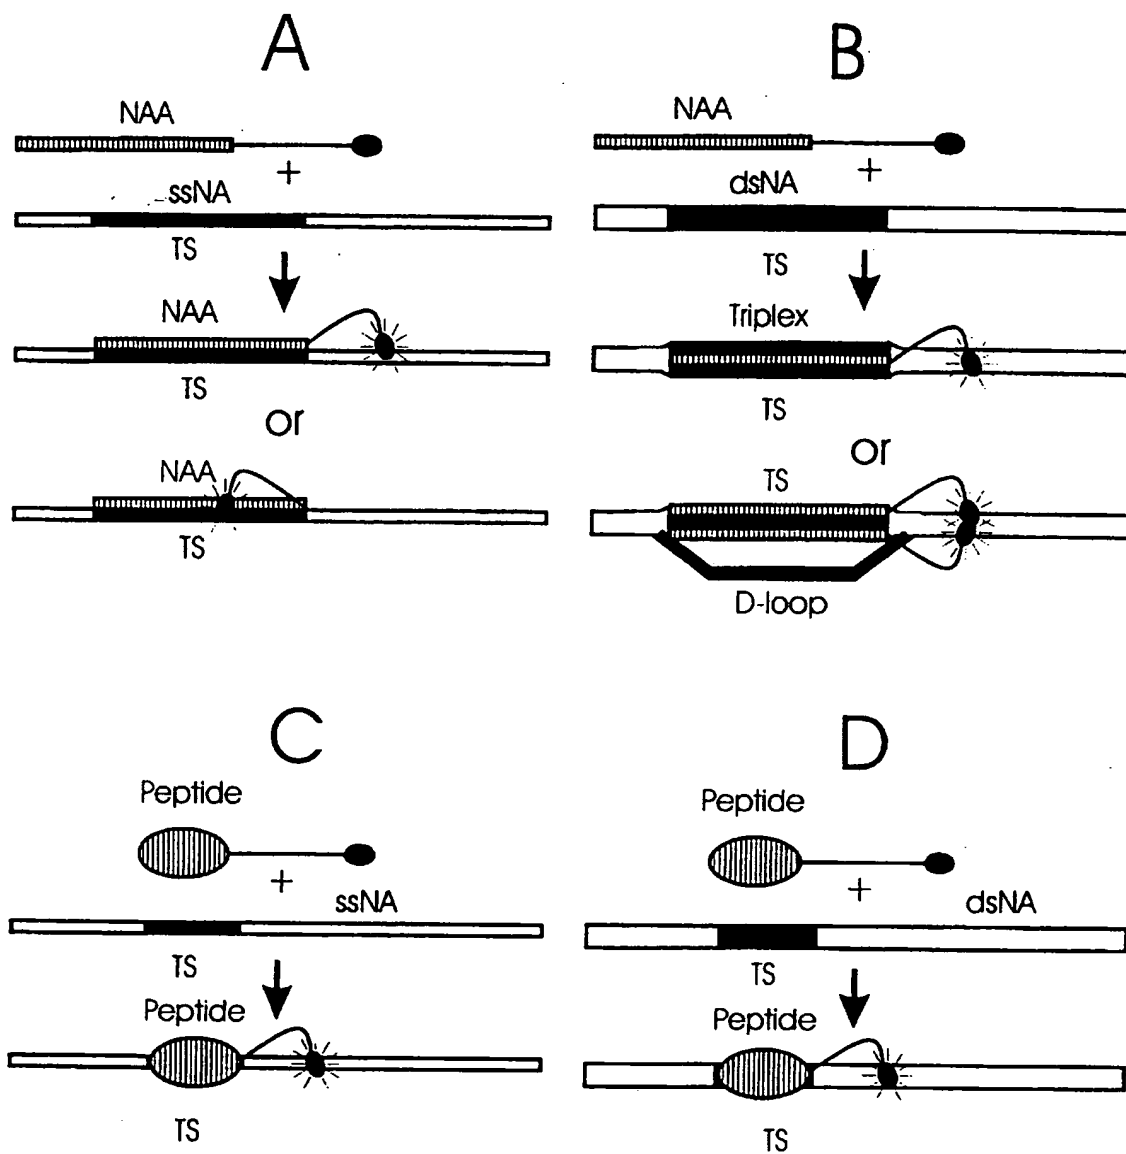 A
NAA
+
ssNA
TS
NAA
TS
or
NAA
TS
B
NAA
+
dsNA
TS
Triplex
TS
or
TS
D-loop
C
Peptide
+
ssNA
TS
Peptide
TS
D
Peptide
+
dsNA
TS
Peptide
TS